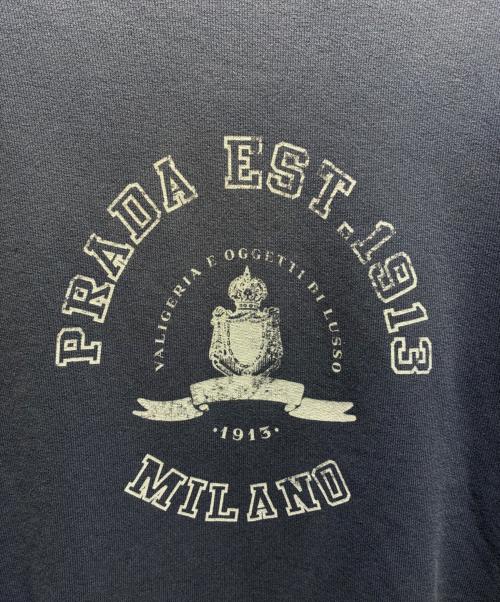 PRADA EST. 1913
VALIGERIA E OGGETTI DI LUSSO
·1913·
MILANO